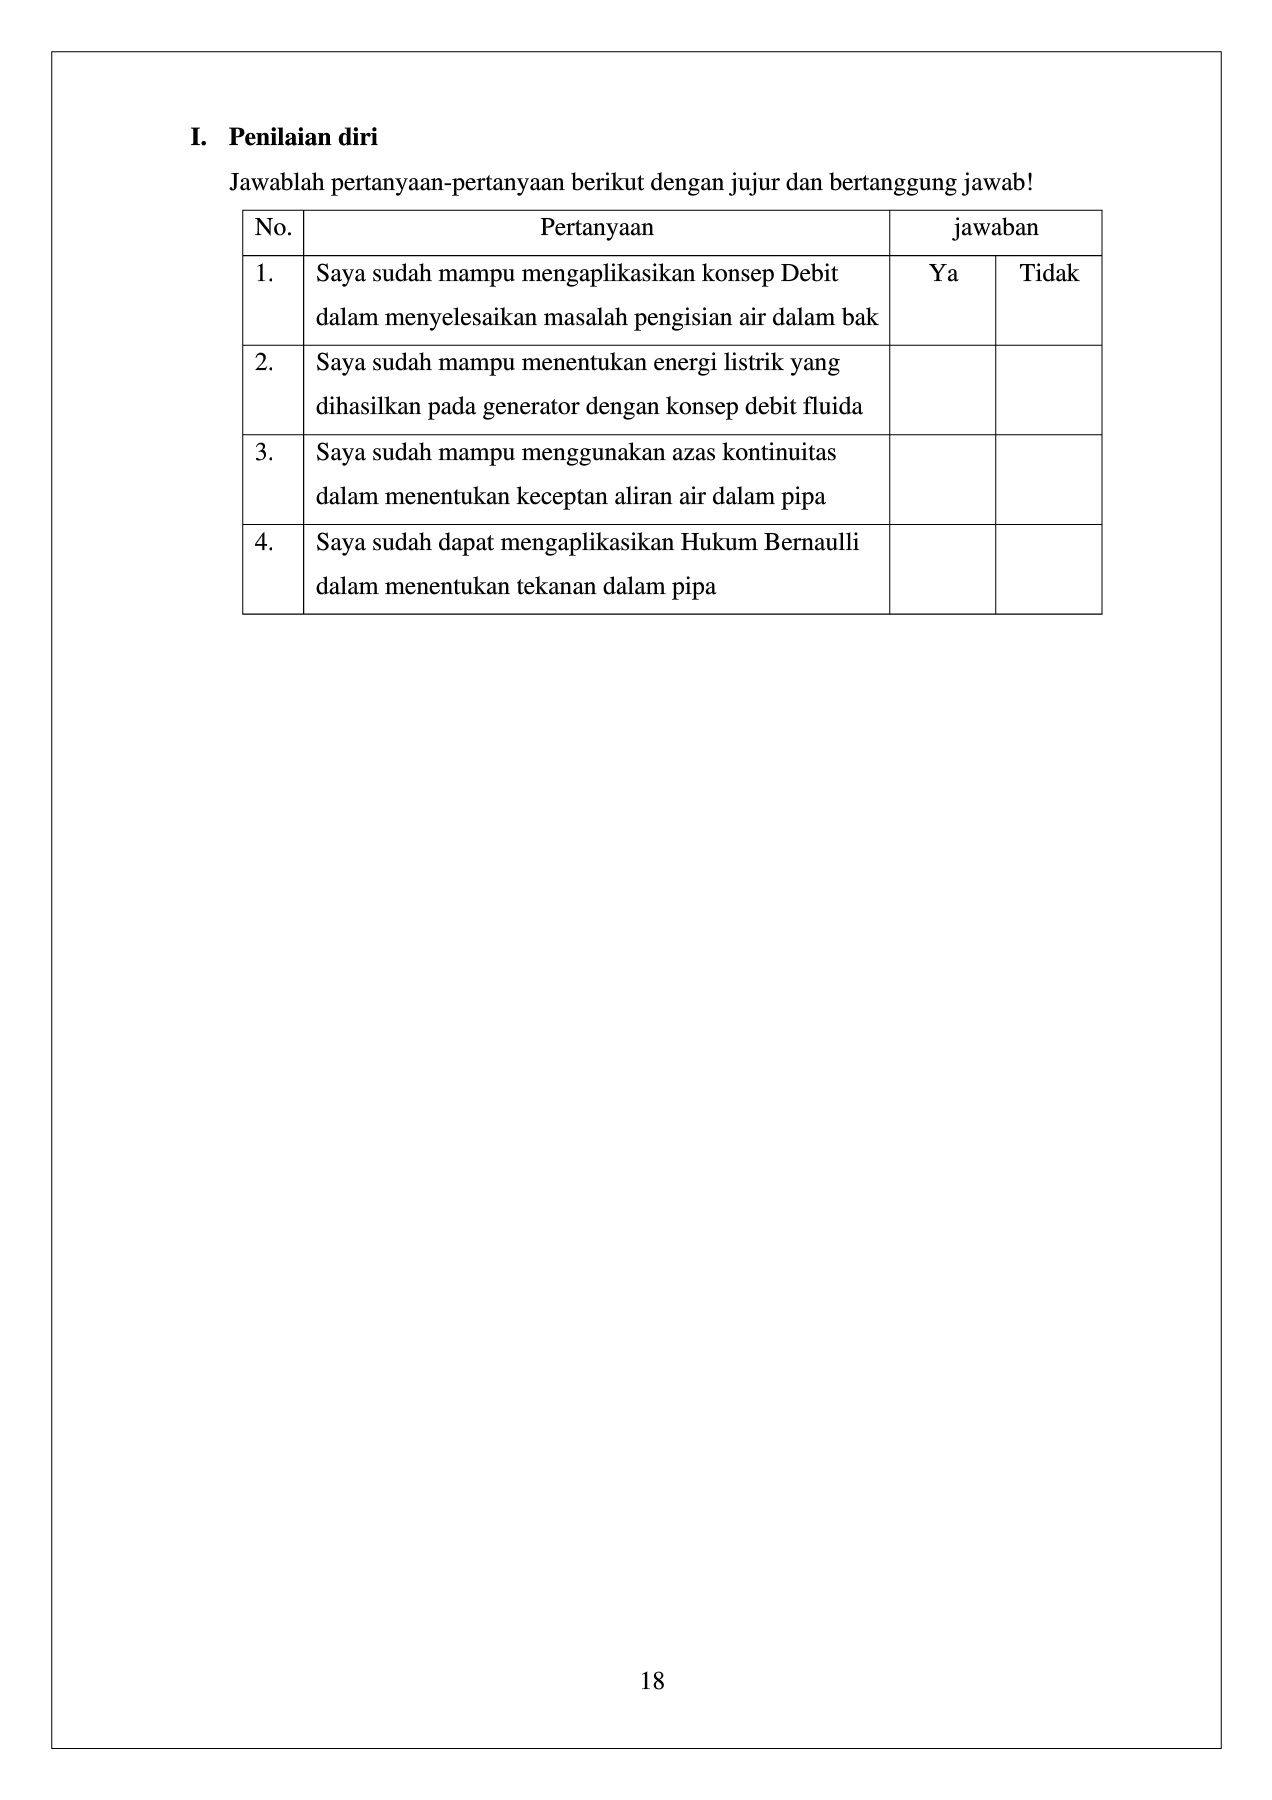 I. Penilaian diri
Jawablah pertanyaan-pertanyaan berikut dengan jujur dan bertanggung jawab!
No. Pertanyaan jawaban
1. Saya sudah mampu mengaplikasikan konsep Debit Ya Tidak
dalam menyelesaikan masalah pengisian air dalam bak
2. Saya sudah mampu menentukan energi listrik yang
dihasilkan pada generator dengan konsep debit fluida
3. Saya sudah mampu menggunakan azas kontinuitas
dalam menentukan keceptan aliran air dalam pipa
4. Saya sudah dapat mengaplikasikan Hukum Bernaulli
dalam menentukan tekanan dalam pipa
18